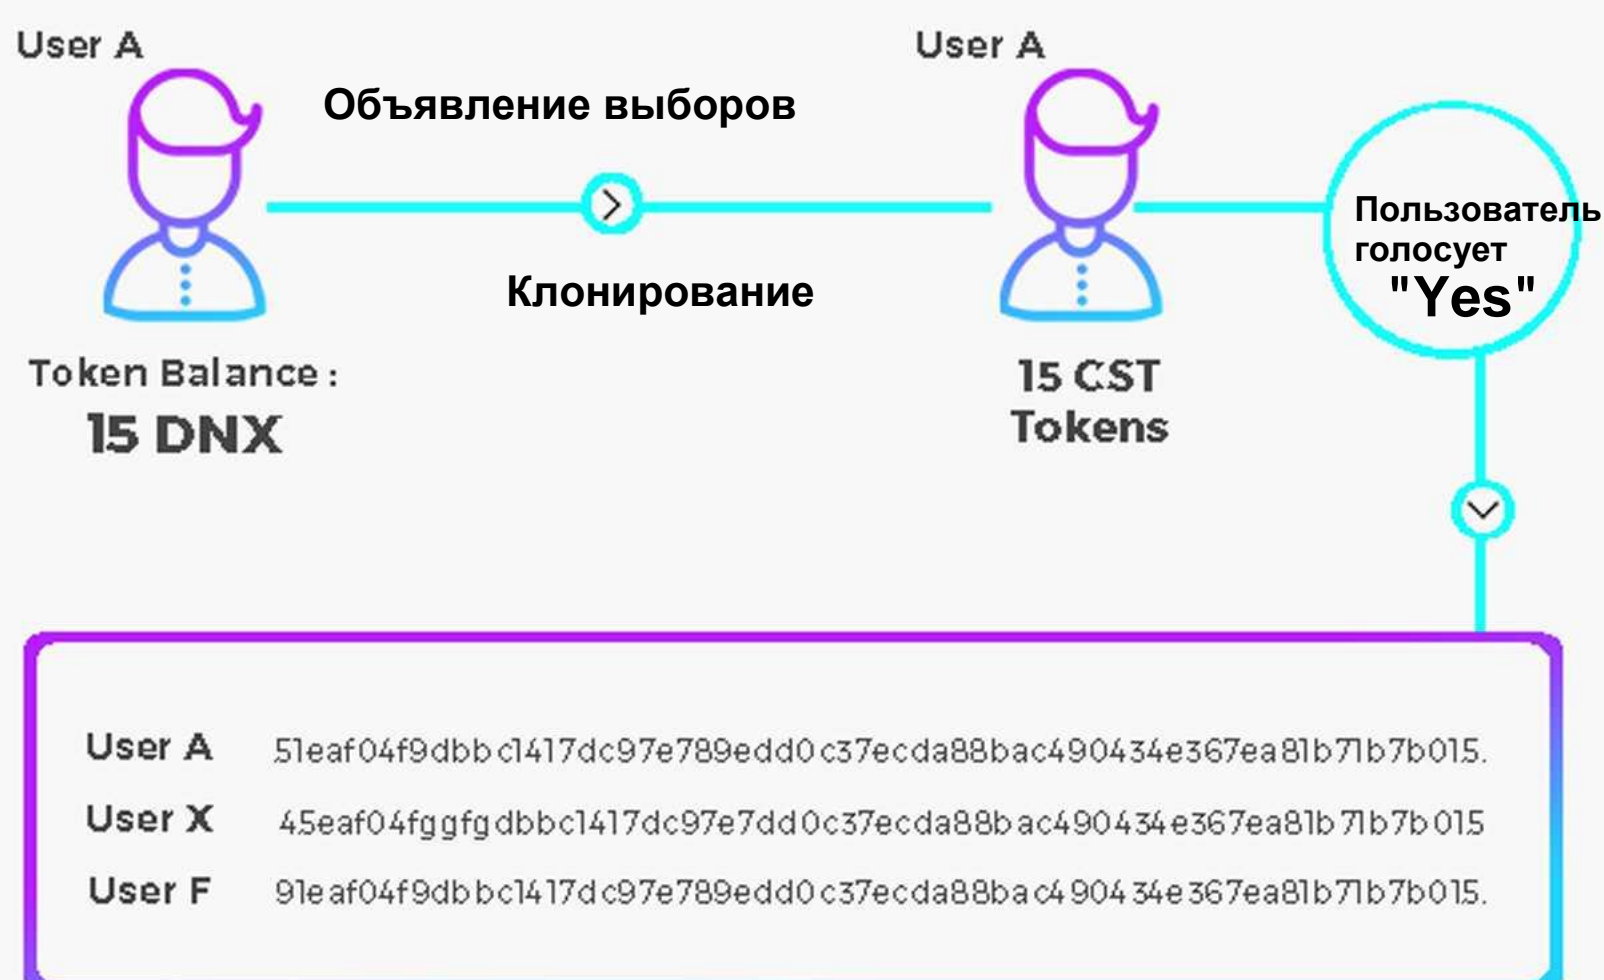 User A
User A
Объявление выборов
Пользователь
голосует
"Yes"
Клонирование
Token Balance :
15 DNX
15 CST
Tokens
User A 51eaf04f9dbbc1417dc97e789edd0c37ecda88bac490434e367ea81b71b7b015.
User X 45eaf04fggfgdbbc1417dc97e7dd0c37ecda88bac490434e367ea81b71b7b015
User F 91eaf04f9dbbc1417dc97e789edd0c37ecda88bac490434e367ea81b71b7b015.